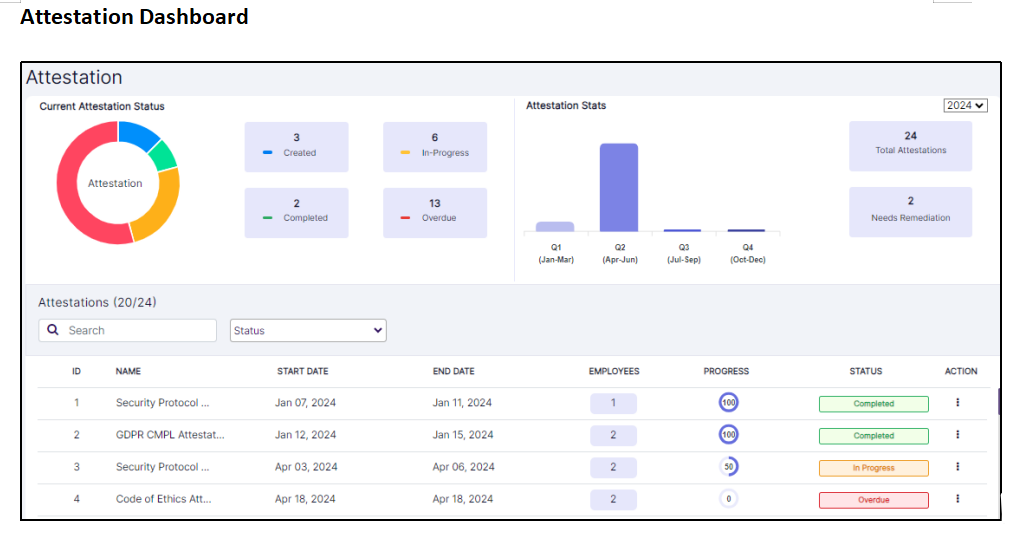 Attestation Dashboard
Attestation
Current Attestation Status
Attestation
3
Created
6
In-Progress
2
Completed
13
Overdue
Attestation Stats
2024
Q1
(Jan-Mar)
Q2
(Apr-Jun)
Q3
(Jul-Sep)
Q4
(Oct-Dec)
24
Total Attestations
2
Needs Remediation
Attestations (20/24)
Search
Status
ID NAME START DATE END DATE EMPLOYEES PROGRESS STATUS ACTION
1 Security Protocol ... Jan 07, 2024 Jan 11, 2024 1 100 Completed
2 GDPR CMPL Attestat... Jan 12, 2024 Jan 15, 2024 2 100 Completed
3 Security Protocol ... Apr 03, 2024 Apr 06, 2024 2 50 In Progress
4 Code of Ethics Att... Apr 18, 2024 Apr 18, 2024 2 0 Overdue